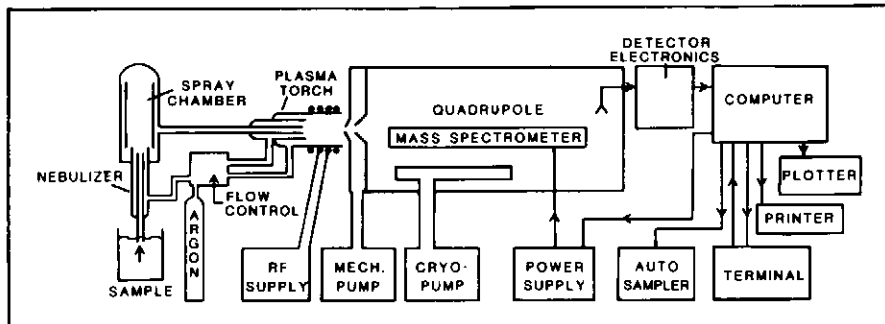 DETECTOR
ELECTRONICS
PLASMA
TORCH
SPRAY
CHAMBER
COMPUTER
QUADRUPOLE
MASS SPECTROMETER
NEBULIZER
PLOTTER
FLOW
CONTROL
PRINTER
ARGON
RF
SUPPLY
MECH.
PUMP
CRYO-
PUMP
POWER
SUPPLY
AUTO
SAMPLER
TERMINAL
SAMPLE